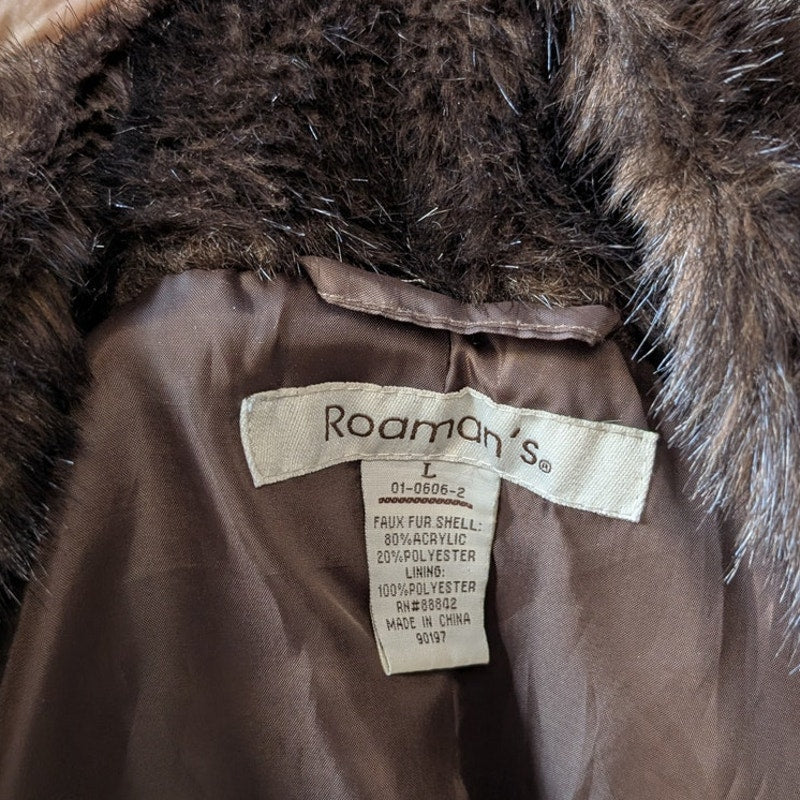 Roaman's®
L
01-0606-2
FAUX FUR SHELL:
80%ACRYLIC
20%POLYESTER
LINING:
100%POLYESTER
RN#88842
MADE IN CHINA
90197